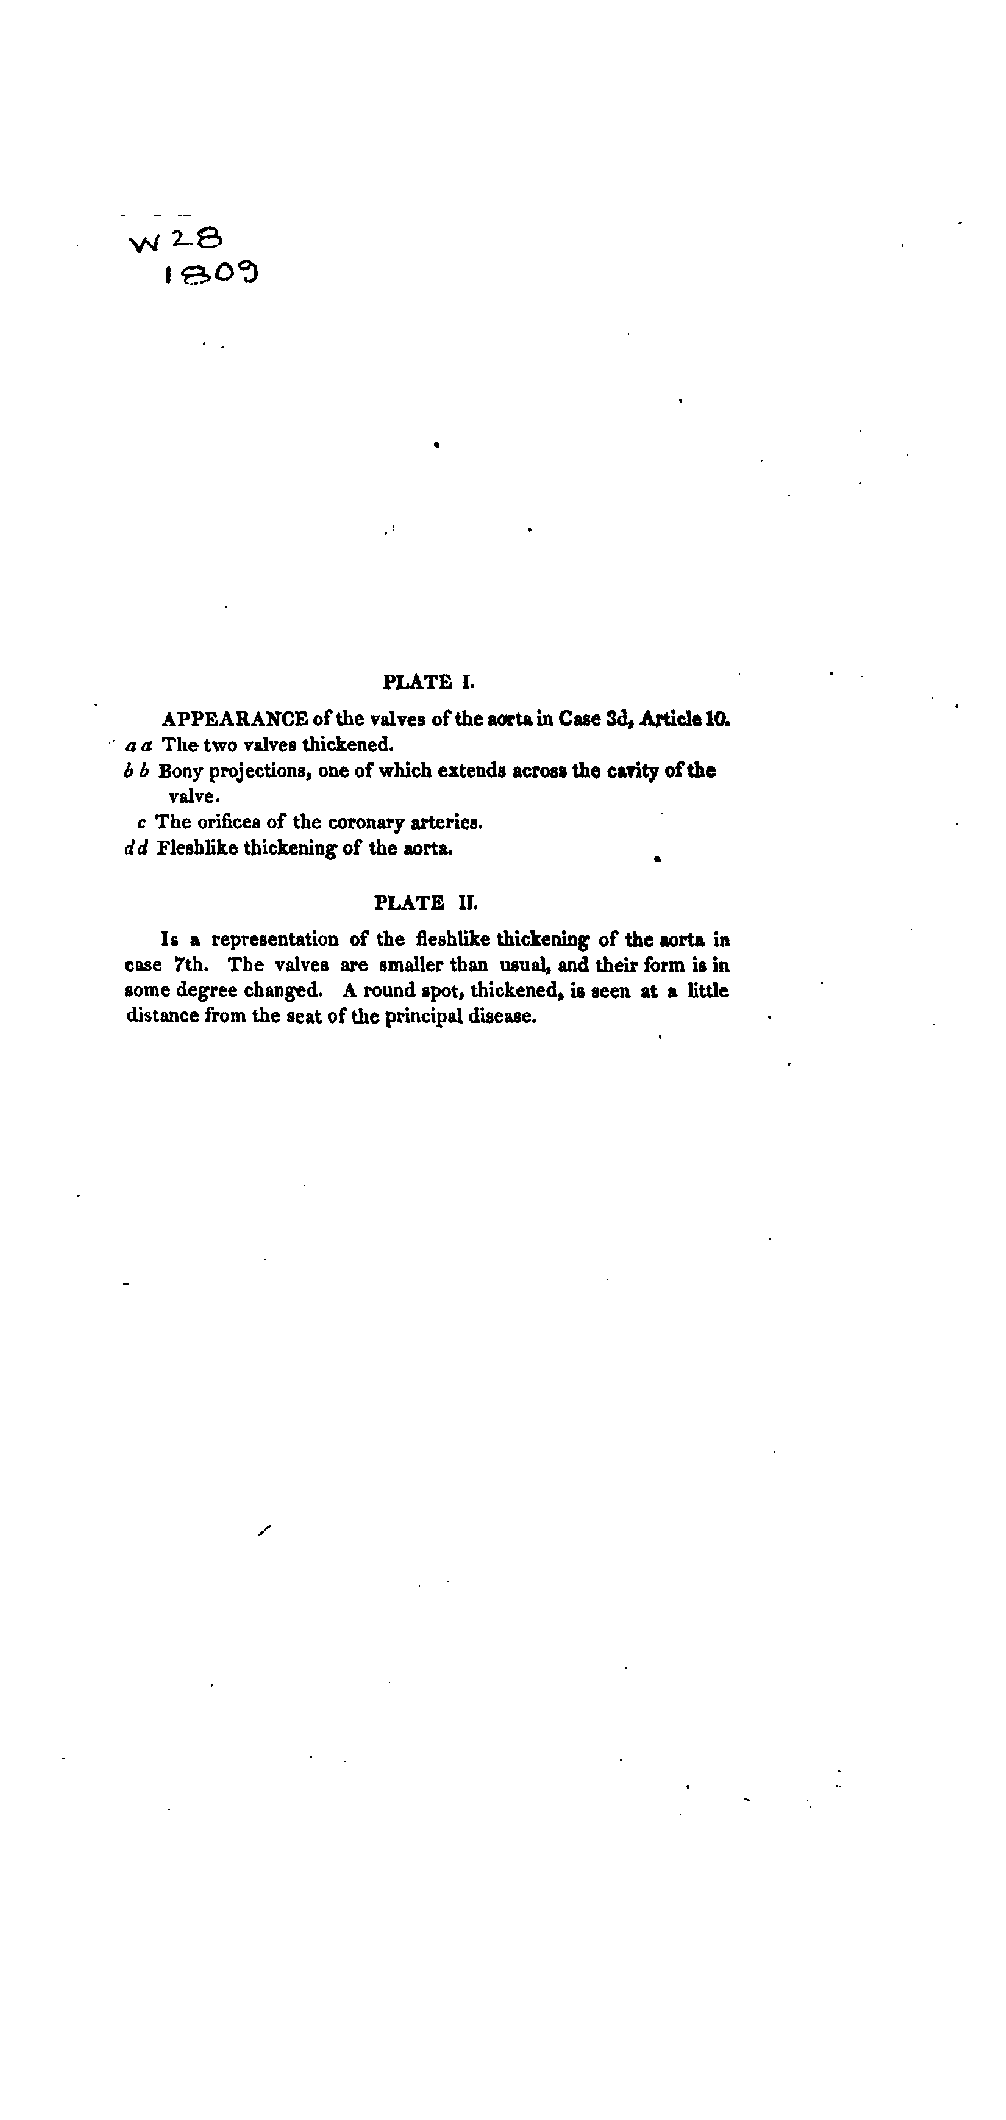 W 28
1809
PLATE I.
APPEARANCE of the valves of the aorta in Case 3d, Article 10.
a a The two valves thickened.
b b Bony projections, one of which extends across the cavity of the
valve.
c The orifices of the coronary arteries.
d d Fleshlike thickening of the aorta.
PLATE II.
Is a representation of the fleshlike thickening of the aorta in
case 7th. The valves are smaller than usual, and their form is in
some degree changed. A round spot, thickened, is seen at a little
distance from the seat of the principal disease.